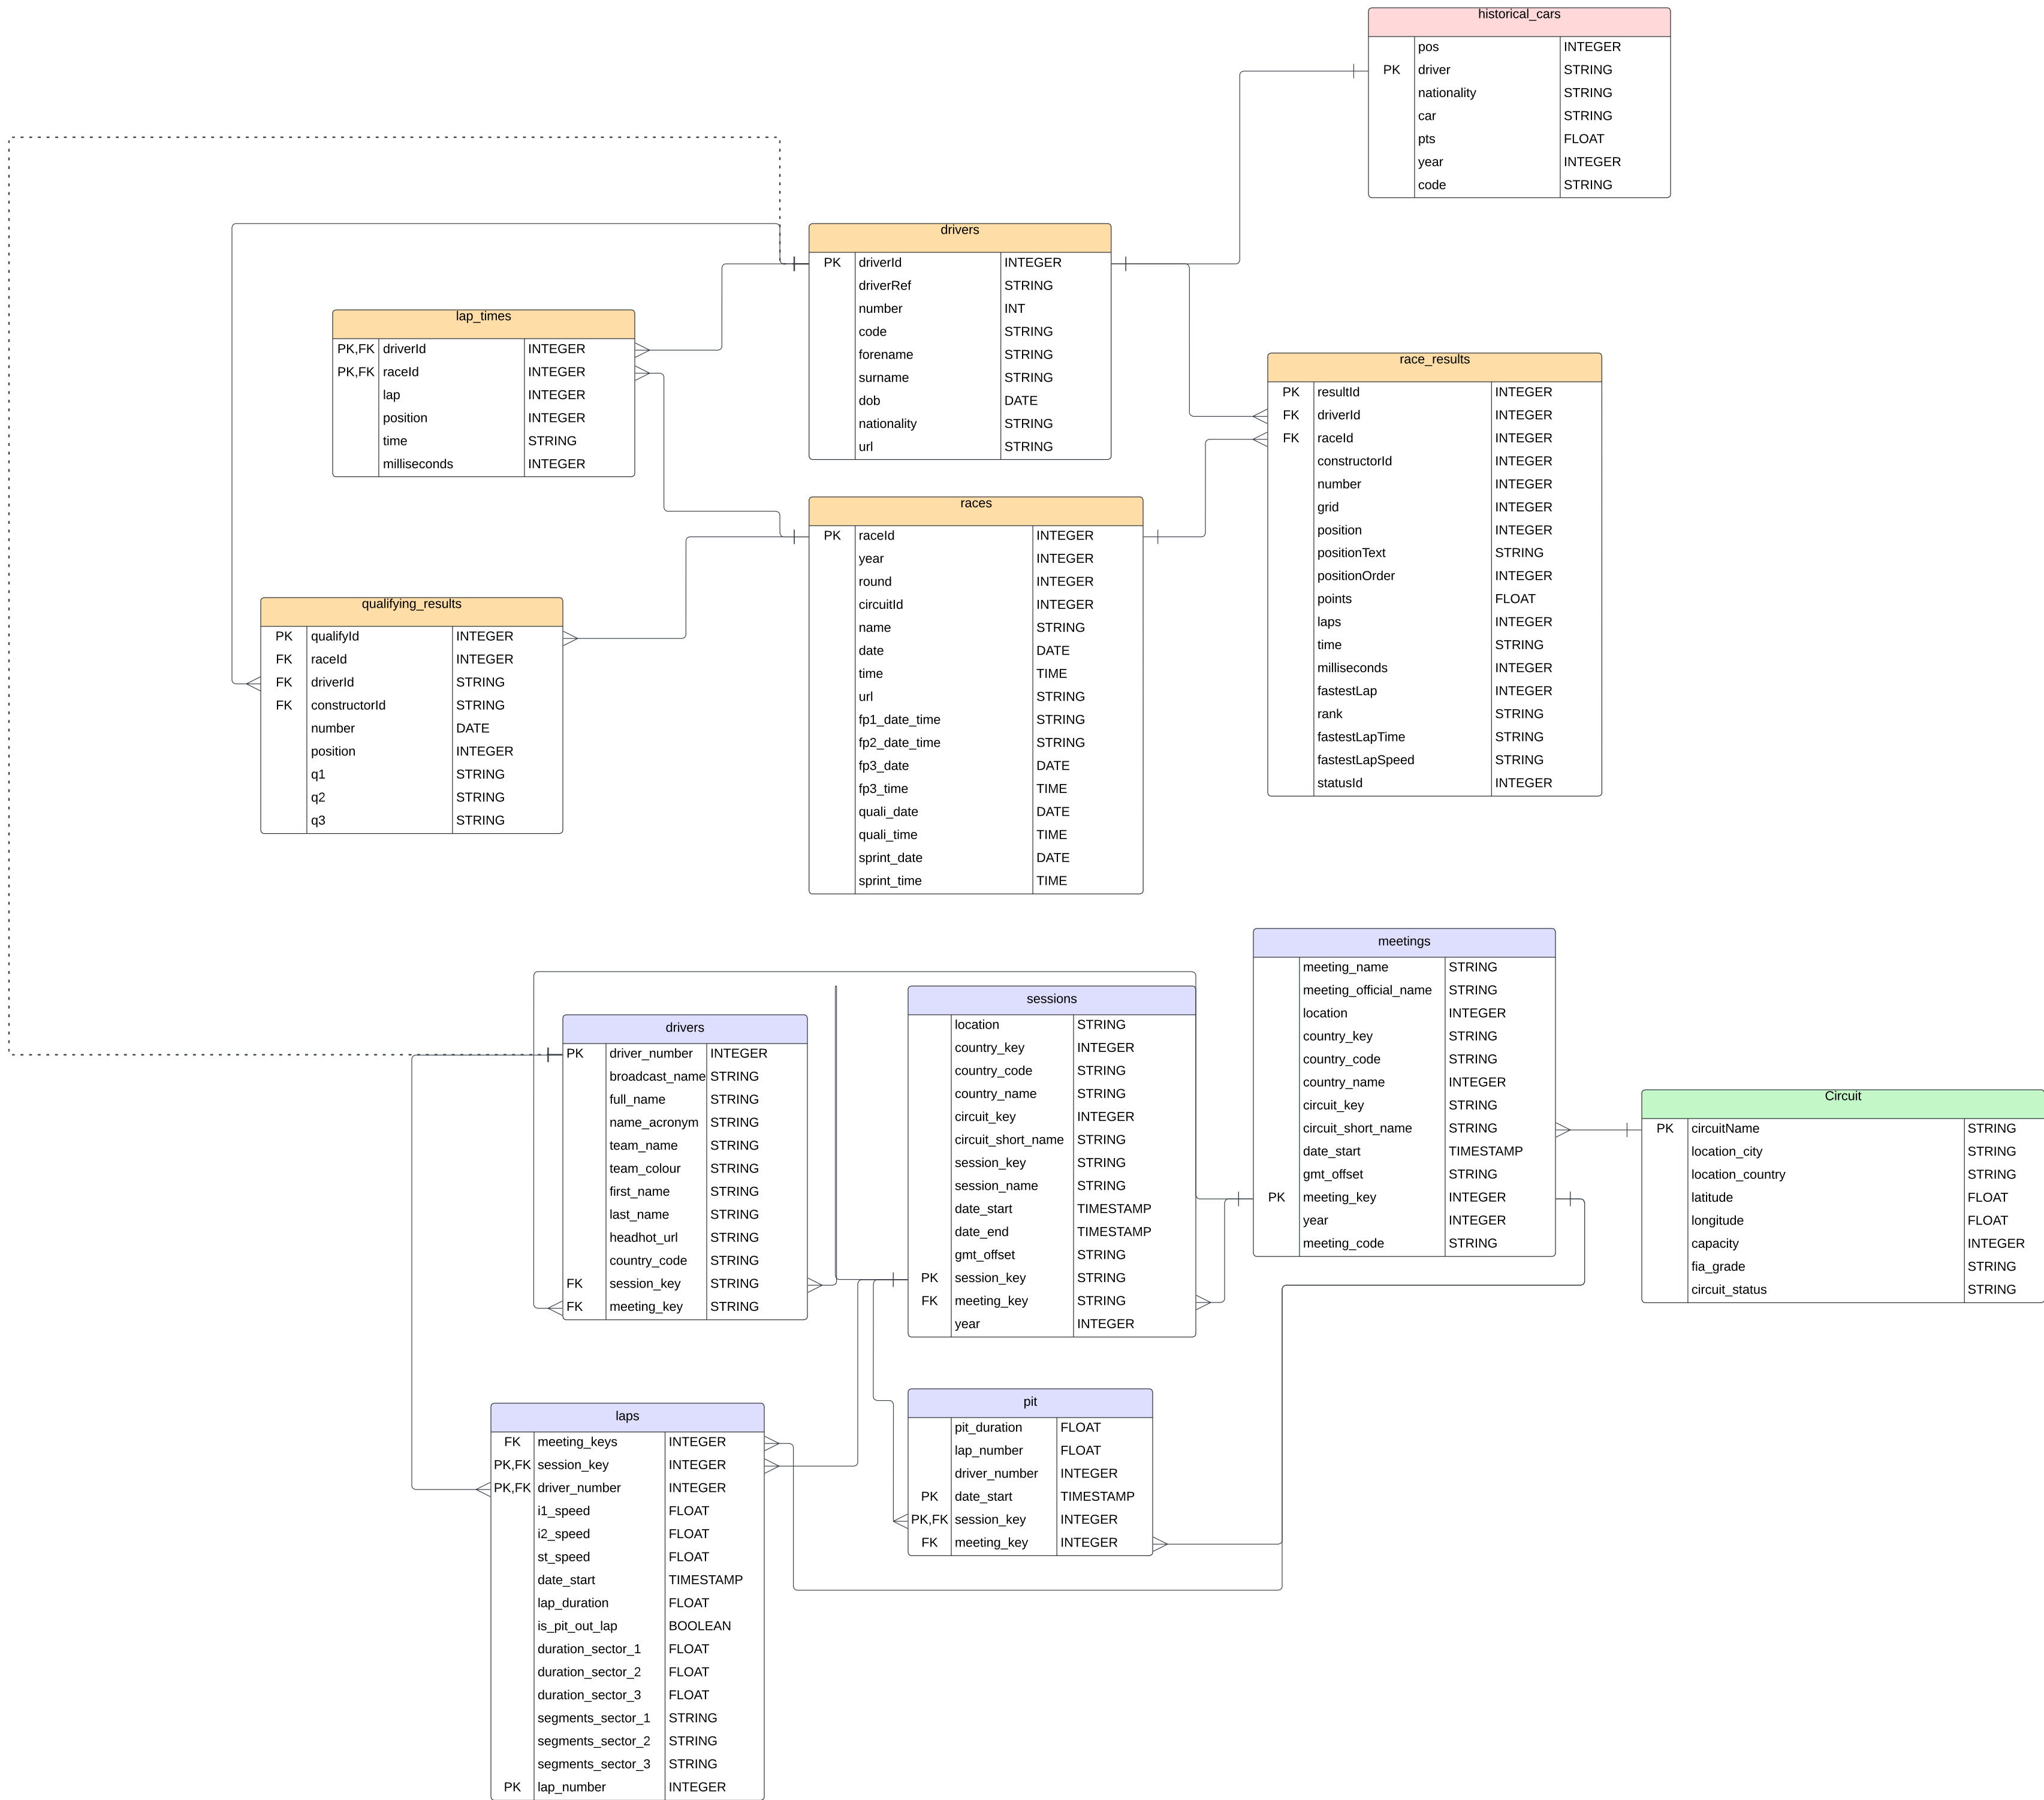 historical_cars
pos INTEGER
PK driver STRING
nationality STRING
car STRING
pts FLOAT
year INTEGER
code STRING
drivers
PK driverId INTEGER
driverRef STRING
number INT
code STRING
forename STRING
surname STRING
dob DATE
nationality STRING
url STRING
lap_times
PK,FK driverId INTEGER
PK,FK raceId INTEGER
lap INTEGER
position INTEGER
time STRING
milliseconds INTEGER
race_results
PK resultId INTEGER
FK driverId INTEGER
FK raceId INTEGER
constructorId INTEGER
number INTEGER
grid INTEGER
position INTEGER
positionText STRING
positionOrder INTEGER
points FLOAT
laps INTEGER
time STRING
milliseconds INTEGER
fastestLap INTEGER
rank STRING
fastestLapTime STRING
fastestLapSpeed STRING
statusId INTEGER
races
PK raceId INTEGER
year INTEGER
round INTEGER
circuitId INTEGER
name STRING
date DATE
time TIME
url STRING
fp1_date_time STRING
fp2_date_time STRING
fp3_date DATE
fp3_time TIME
quali_date DATE
quali_time TIME
sprint_date DATE
sprint_time TIME
qualifying_results
PK qualifyId INTEGER
FK raceId INTEGER
FK driverId STRING
FK constructorId STRING
number DATE
position INTEGER
q1 STRING
q2 STRING
q3 STRING
meetings
meeting_name STRING
meeting_official_name STRING
location INTEGER
country_key STRING
country_code STRING
country_name INTEGER
circuit_key STRING
circuit_short_name STRING
date_start TIMESTAMP
gmt_offset STRING
PK meeting_key INTEGER
year INTEGER
meeting_code STRING
sessions
location STRING
country_key INTEGER
country_code STRING
country_name STRING
circuit_key INTEGER
circuit_short_name STRING
session_key STRING
session_name STRING
date_start TIMESTAMP
date_end TIMESTAMP
gmt_offset STRING
PK session_key STRING
FK meeting_key STRING
year INTEGER
drivers
PK driver_number INTEGER
broadcast_name STRING
full_name STRING
name_acronym STRING
team_name STRING
team_colour STRING
first_name STRING
last_name STRING
headhot_url STRING
country_code STRING
FK session_key STRING
FK meeting_key STRING
Circuit
PK circuitName STRING
location_city STRING
location_country STRING
latitude FLOAT
longitude FLOAT
capacity INTEGER
fia_grade STRING
circuit_status STRING
pit
pit_duration FLOAT
lap_number FLOAT
driver_number INTEGER
PK date_start TIMESTAMP
PK,FK session_key INTEGER
FK meeting_key INTEGER
laps
FK meeting_keys INTEGER
PK,FK session_key INTEGER
PK,FK driver_number INTEGER
i1_speed FLOAT
i2_speed FLOAT
st_speed FLOAT
date_start TIMESTAMP
lap_duration FLOAT
is_pit_out_lap BOOLEAN
duration_sector_1 FLOAT
duration_sector_2 FLOAT
duration_sector_3 FLOAT
segments_sector_1 STRING
segments_sector_2 STRING
segments_sector_3 STRING
PK lap_number INTEGER